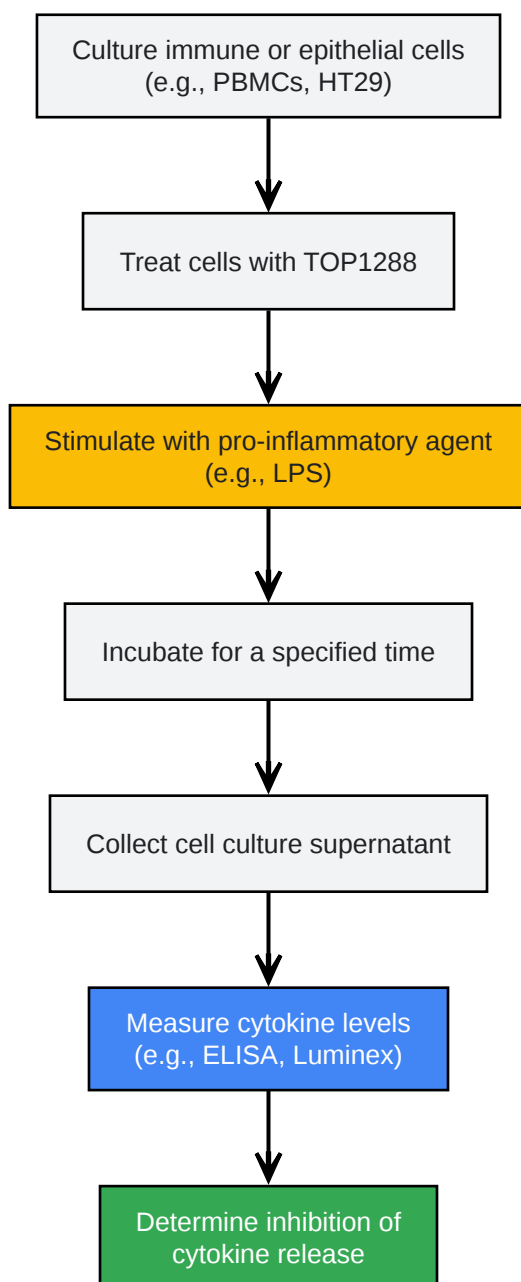 Culture immune or epithelial cells
(e.g., PBMCs, HT29)
Treat cells with TOP1288
Stimulate with pro-inflammatory agent
(e.g., LPS)
Incubate for a specified time
Collect cell culture supernatant
Measure cytokine levels
(e.g., ELISA, Luminex)
Determine inhibition of
cytokine release